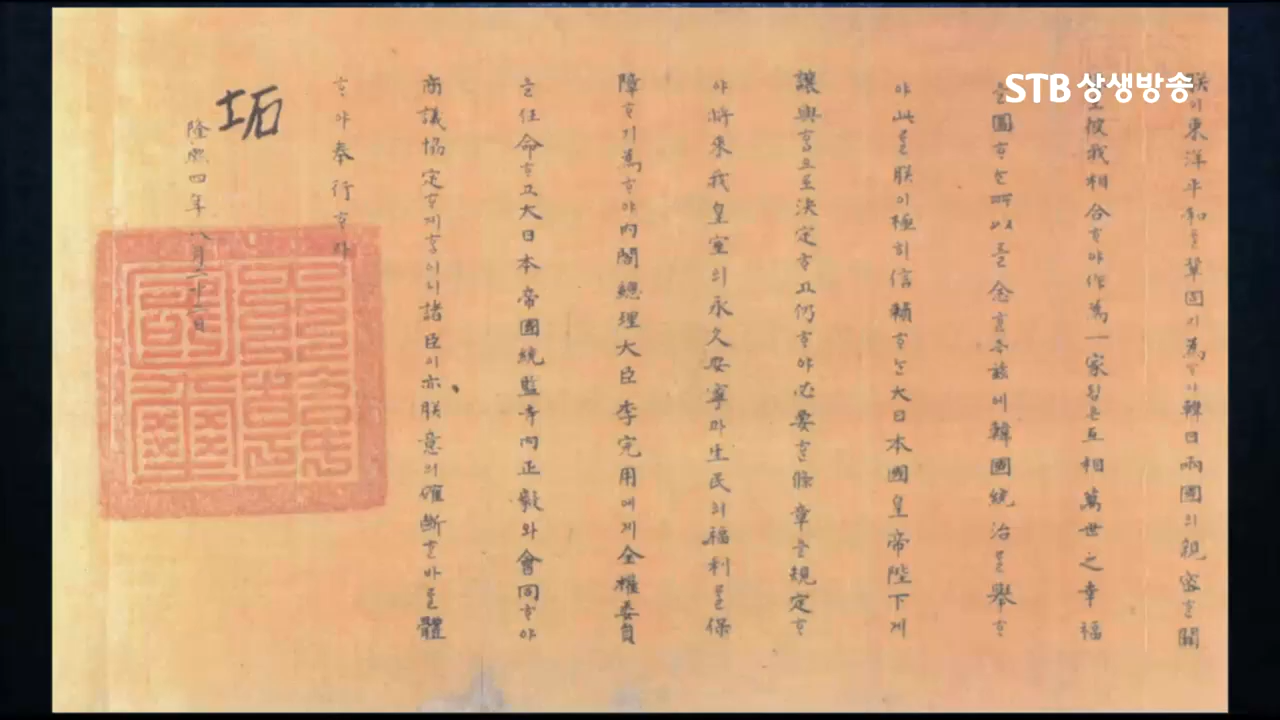 STB 상생방송
朕이東洋平和를鞏固기爲ᄒᆞ야韓日兩國의親密ᄒᆞᆫ關
彼我相合ᄒᆞ야作爲一家ᄒᆞᆷ은互相萬世之幸福
을圖ᄒᆞᄂᆞᆫ所以를念ᄒᆞᆫ즉玆에韓國統治를擧ᄒᆞ
야此를朕이極히信賴ᄒᆞᄂᆞᆫ大日本國皇帝陛下게
讓與ᄒᆞᆷ으로決定ᄒᆞ고仍ᄒᆞ야必要ᄒᆞᆫ條章을規定ᄒᆞ
야將來我皇室의永久安寧과生民의福利를保
障ᄒᆞ기爲ᄒᆞ야內閣總理大臣李完用에게全權委員
을任命ᄒᆞ고大日本帝國統監寺內正毅와會同ᄒᆞ야
商議協定ᄒᆞ게ᄒᆞᆷ이니諸臣이亦朕意의確斷ᄒᆞᆫ바를體
ᄒᆞ야奉行ᄒᆞ라
坧
隆熙四年八月二十二日